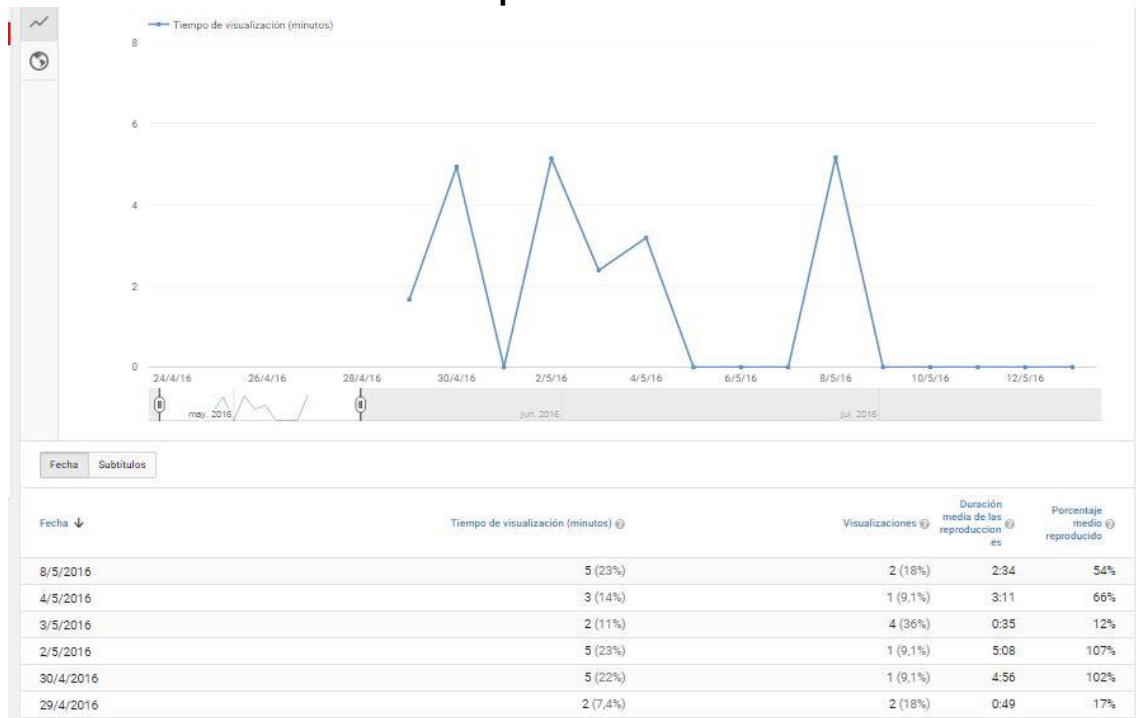 Tiempo de visualización (minutos)
8
6
4
2
0
24/4/16 26/4/16 28/4/16 30/4/16 2/5/16 4/5/16 6/5/16 8/5/16 10/5/16 12/5/16
may. 2016 jun. 2016 jul. 2016
Fecha Subtítulos
Fecha Tiempo de visualización (minutos) Visualizaciones Duración media de las reproduccion es Porcentaje medio reproducido
8/5/2016 5 (23%) 2 (18%) 2:34 54%
4/5/2016 3 (14%) 1 (9,1%) 3:11 66%
3/5/2016 2 (11%) 4 (36%) 0:35 12%
2/5/2016 5 (23%) 1 (9,1%) 5:08 107%
30/4/2016 5 (22%) 1 (9,1%) 4:56 102%
29/4/2016 2 (7,4%) 2 (18%) 0:49 17%